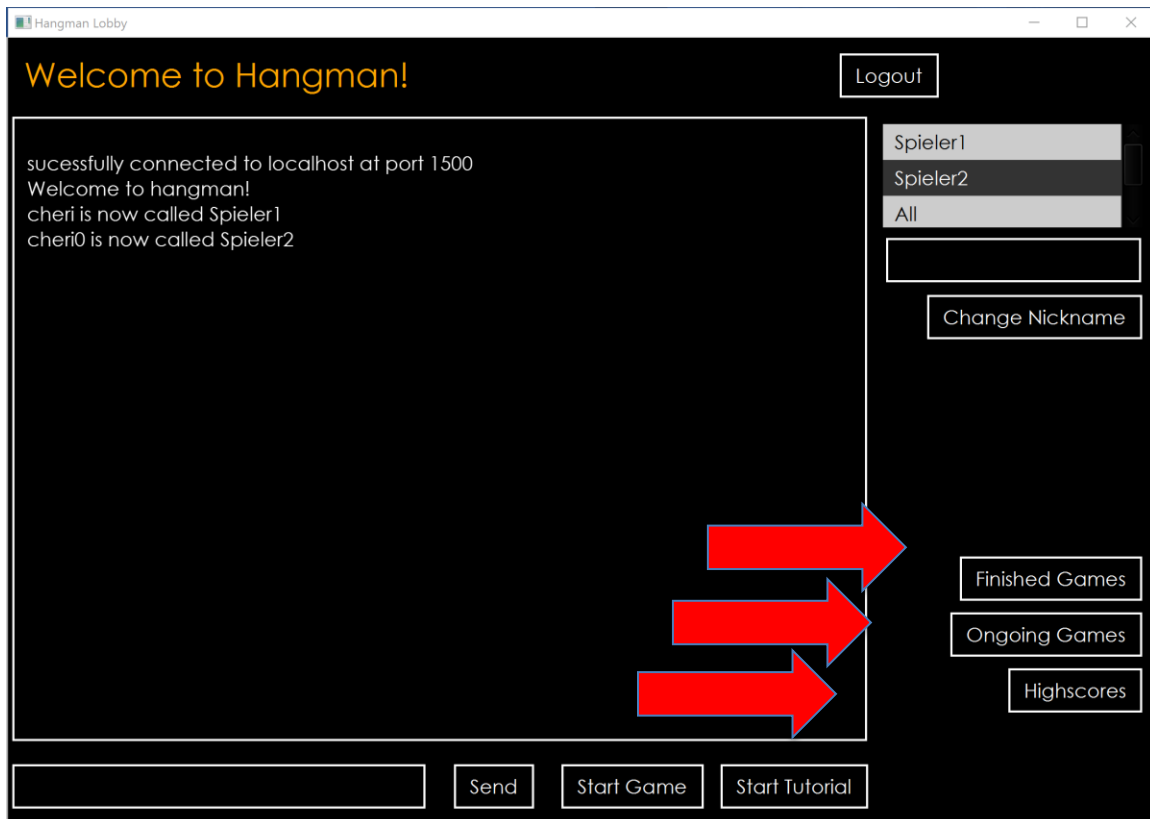 Hangman Lobby
Welcome to Hangman!
Logout
sucessfully connected to localhost at port 1500
Welcome to hangman!
cheri is now called Spieler1
cheri0 is now called Spieler2
Spieler1
Spieler2
All
Change Nickname
Finished Games
Ongoing Games
Highscores
Send
Start Game
Start Tutorial